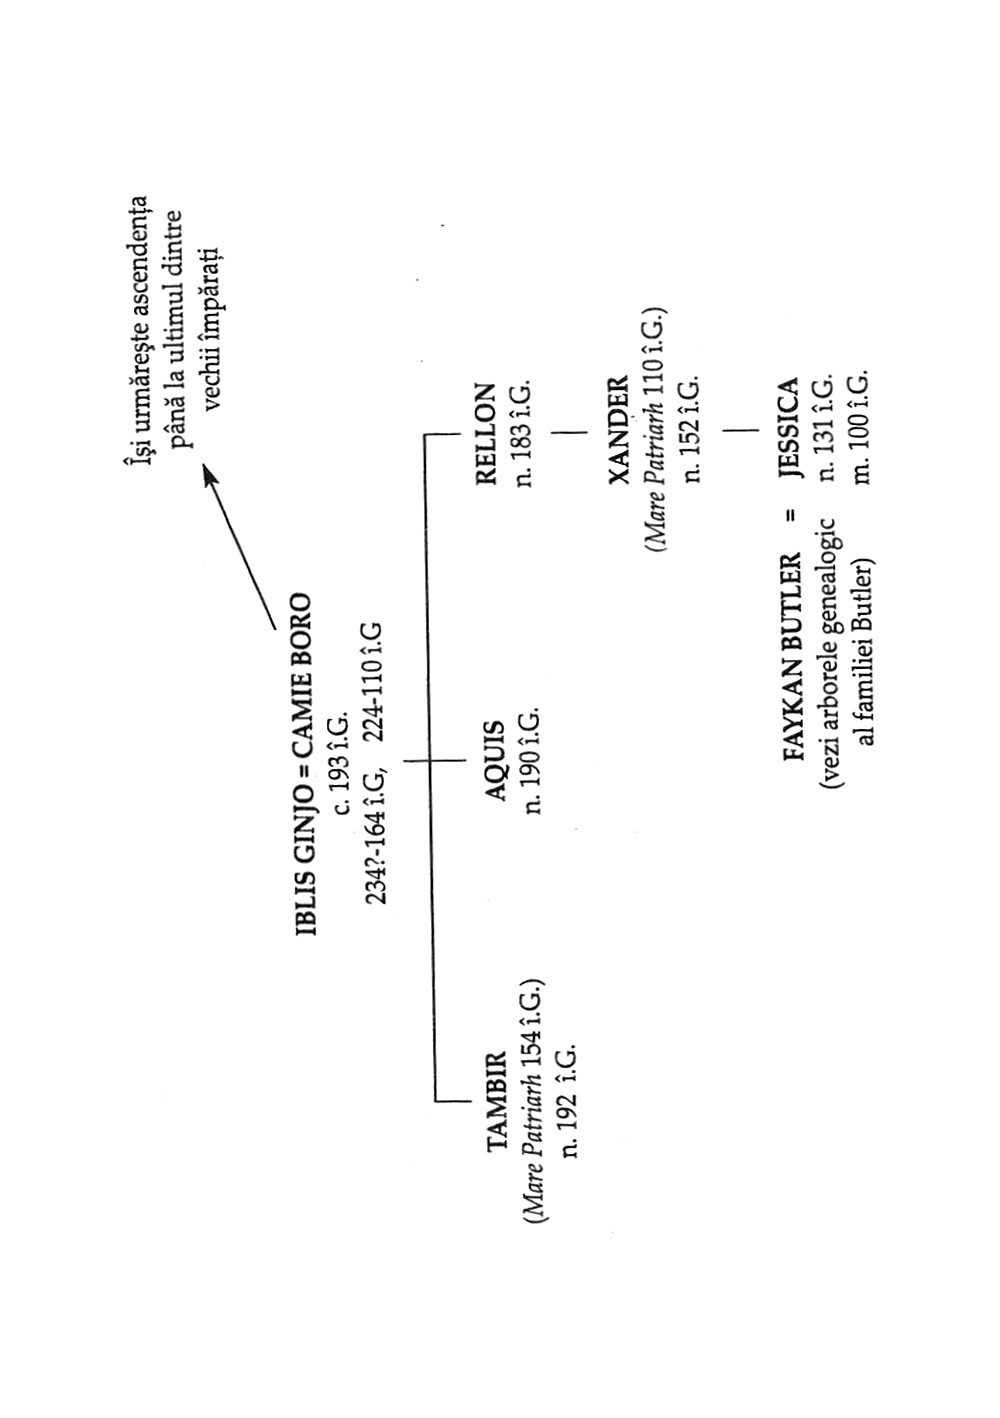 Își urmărește ascendența
până la ultimul dintre
vechii împărați
IBLIS GINJO = CAMIE BORO
c. 193 î.G.
234?-164 î.G, 224-110 î.G
TAMBIR
(Mare Patriarh 154 î.G.)
n. 192 î.G.
AQUIS
n. 190 î.G.
RELLON
n. 183 î.G.
XANDER
(Mare Patriarh 110 î.G.)
n. 152 î.G.
FAYKAN BUTLER = JESSICA
(vezi arborele genealogic n. 131 î.G.
al familiei Butler) m. 100 î.G.